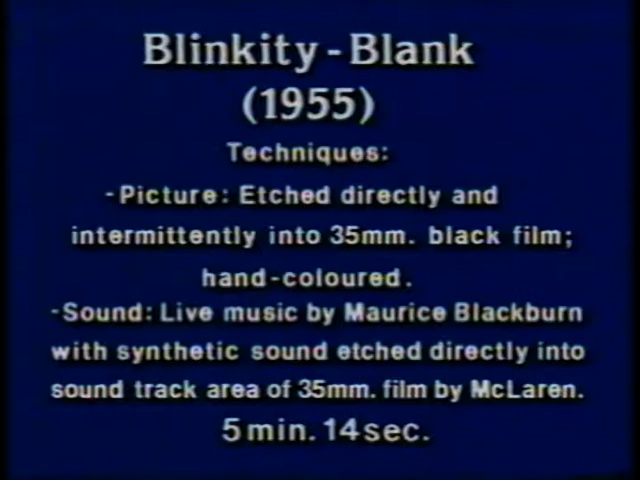 Blinkity-Blank
(1955)
Techniques:
-Picture: Etched directly and
intermittently into 35mm. black film;
hand-coloured.
-Sound: Live music by Maurice Blackburn
with synthetic sound etched directly into
sound track area of 35mm. film by McLaren.
5 min. 14 sec.